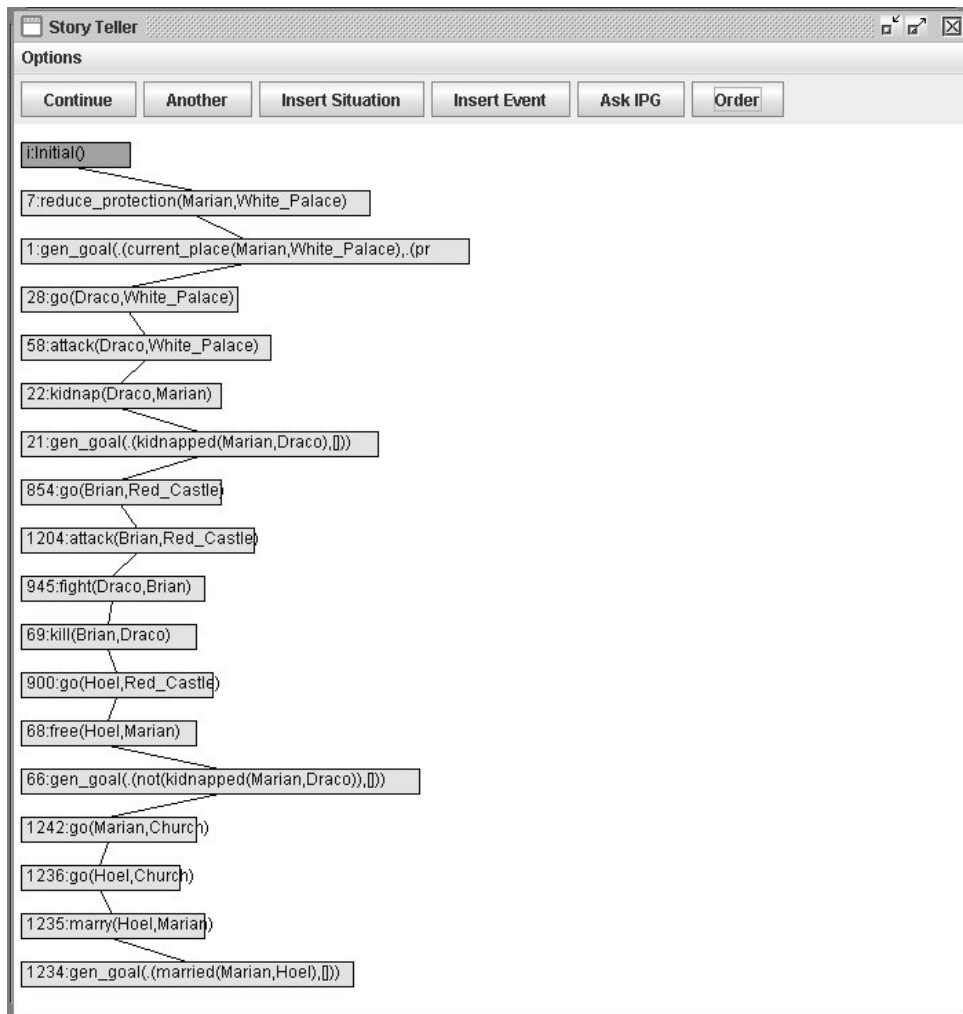 Story Teller
Options
Continue Another Insert Situation Insert Event Ask IPG Order
i:Initial()
7:reduce_protection(Marian,White_Palace)
1:gen_goal(.(current_place(Marian,White_Palace),.(pr
28:go(Draco,White_Palace)
58:attack(Draco,White_Palace)
22:kidnap(Draco,Marian)
21:gen_goal(.(kidnapped(Marian,Draco),[]))
854:go(Brian,Red_Castle)
1204:attack(Brian,Red_Castle)
945:fight(Draco,Brian)
69:kill(Brian,Draco)
900:go(Hoel,Red_Castle)
68:free(Hoel,Marian)
66:gen_goal(.(not(kidnapped(Marian,Draco)),[]))
1242:go(Marian,Church)
1236:go(Hoel,Church)
1235:marry(Hoel,Marian)
1234:gen_goal(.(married(Marian,Hoel),[]))